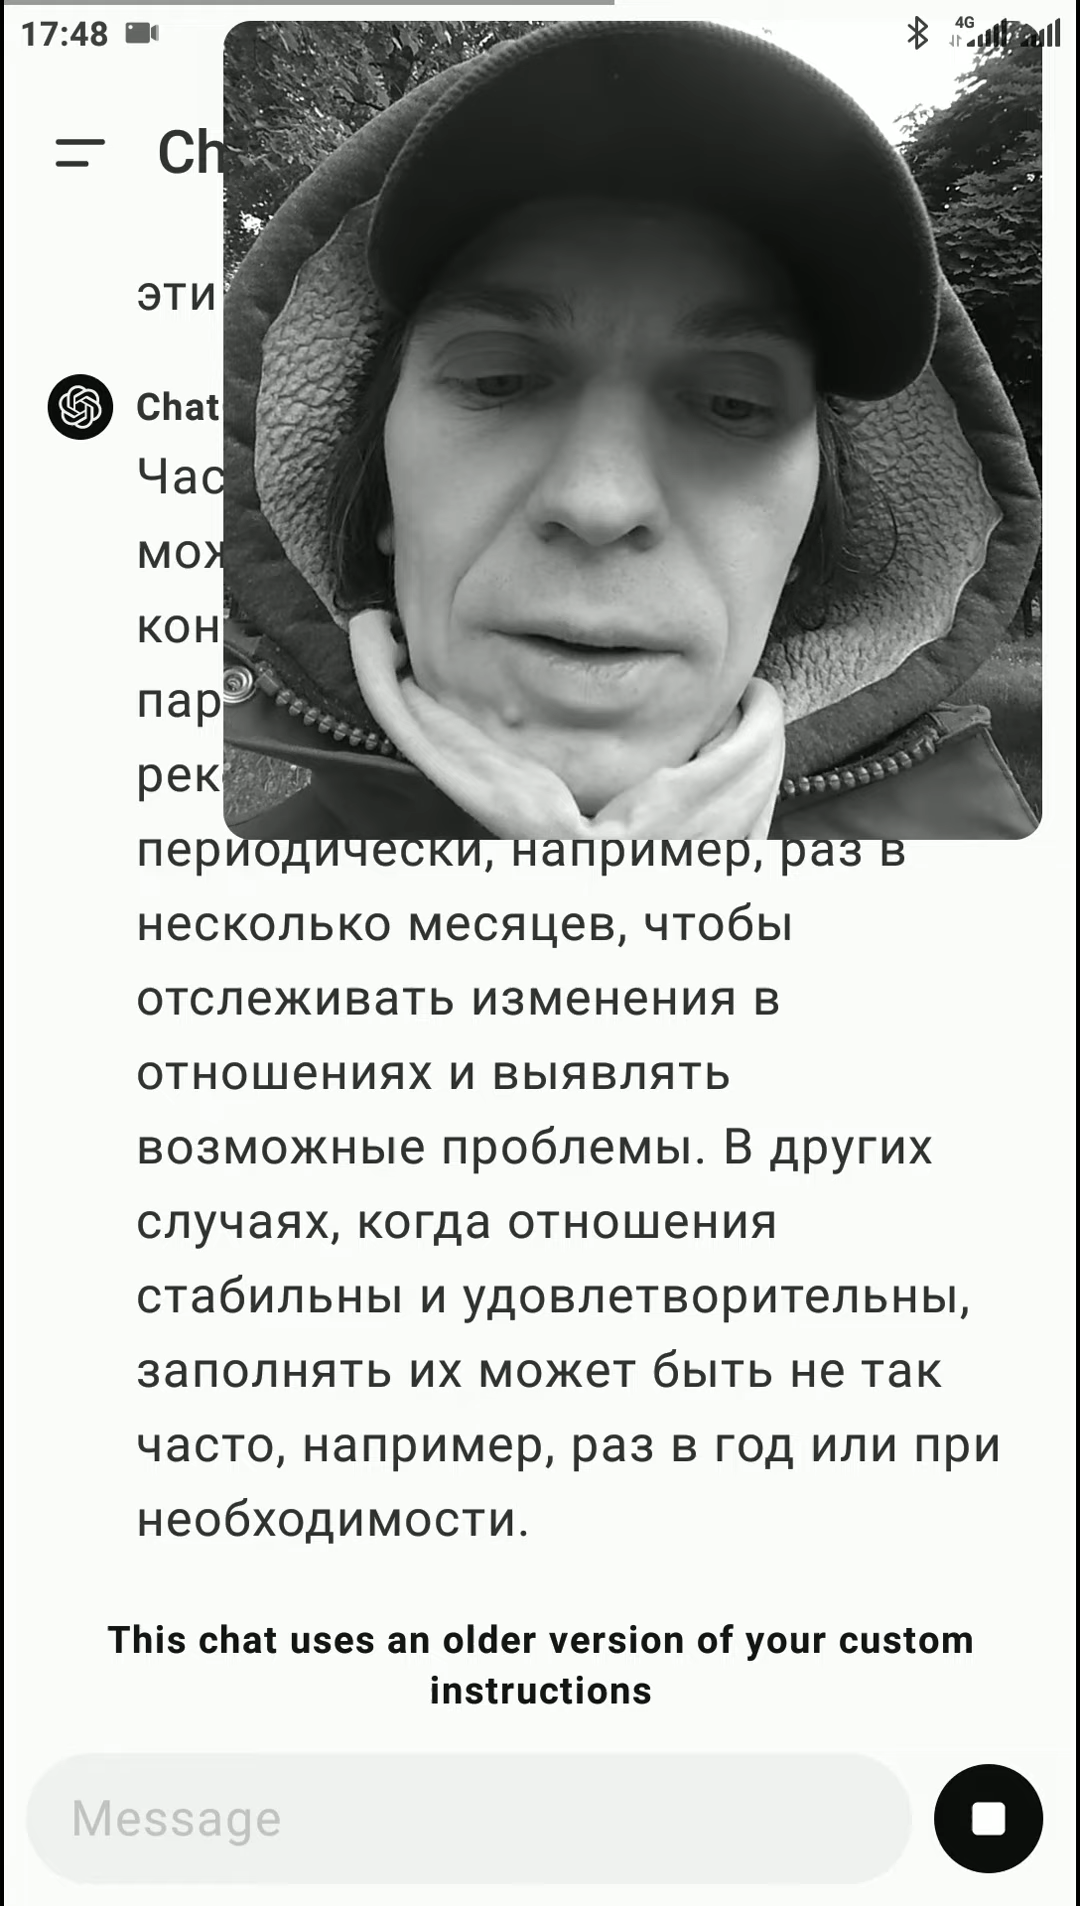 17:48
4G
Ch
эти
Chat
Час
мож
кон
пар
рек
периодически, например, раз в
несколько месяцев, чтобы
отслеживать изменения в
отношениях и выявлять
возможные проблемы. В других
случаях, когда отношения
стабильны и удовлетворительны,
заполнять их может быть не так
часто, например, раз в год или при
необходимости.
This chat uses an older version of your custom
instructions
Message